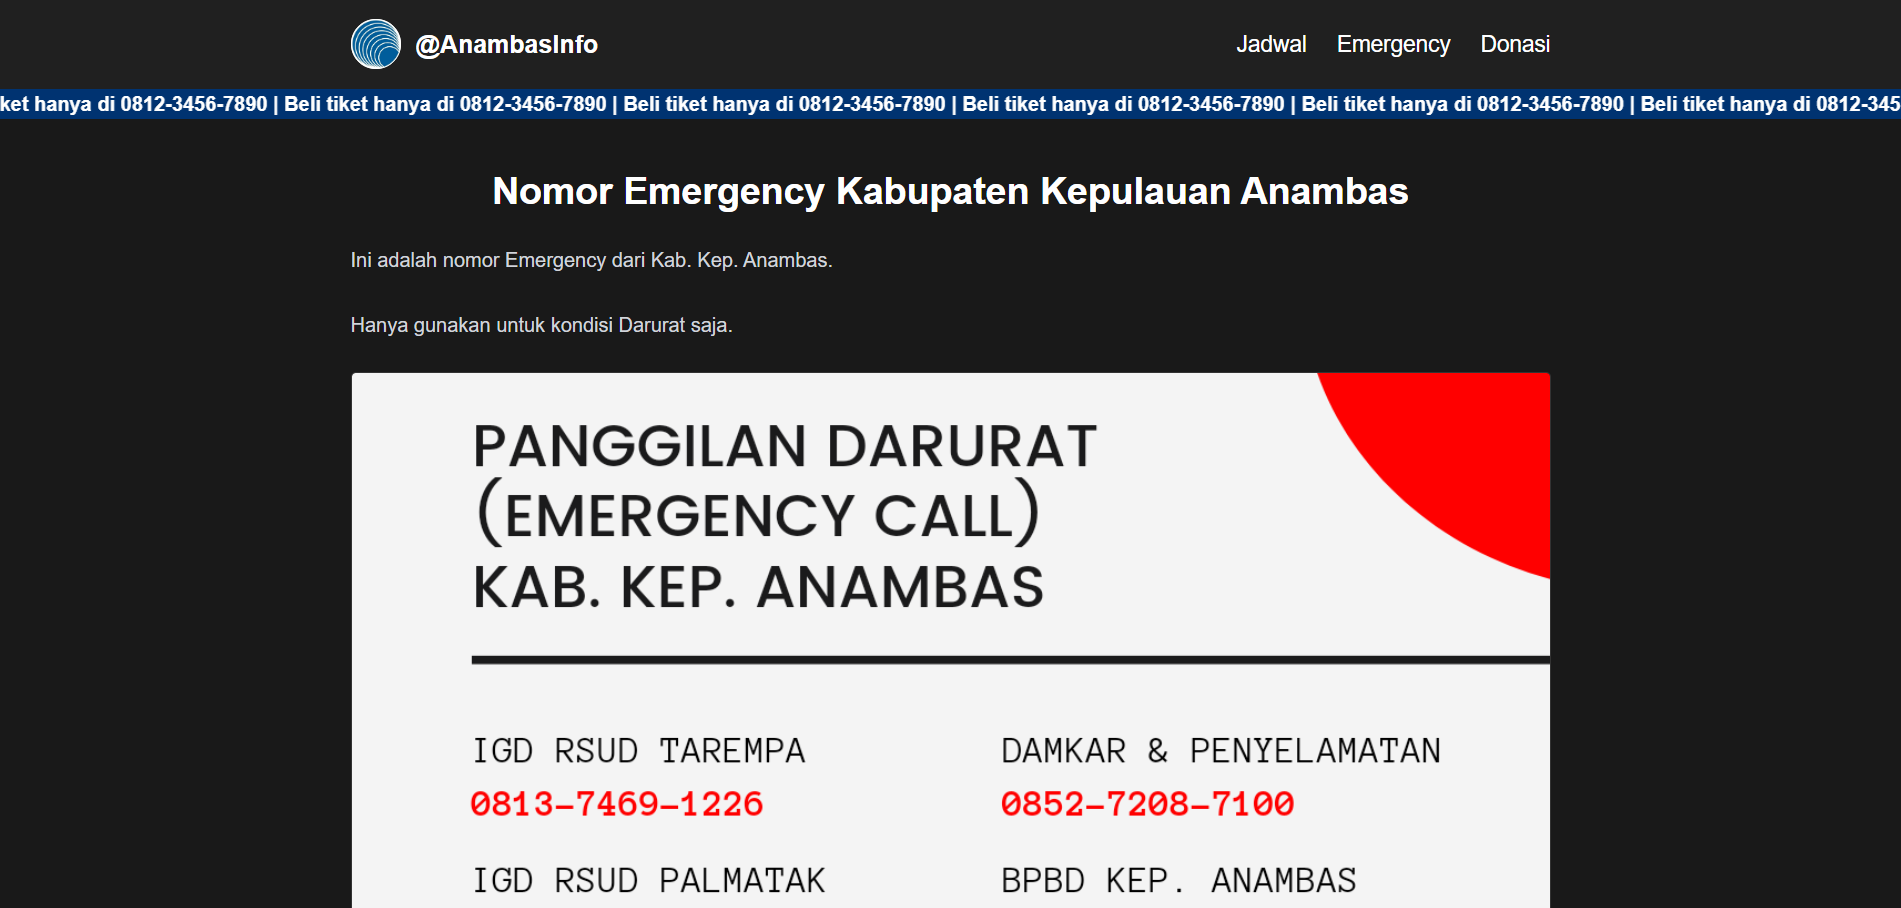 @AnambasInfo
Jadwal Emergency Donasi
ket hanya di 0812-3456-7890 | Beli tiket hanya di 0812-3456-7890 | Beli tiket hanya di 0812-3456-7890 | Beli tiket hanya di 0812-3456-7890 | Beli tiket hanya di 0812-3456-7890 | Beli tiket hanya di 0812-345
Nomor Emergency Kabupaten Kepulauan Anambas
Ini adalah nomor Emergency dari Kab. Kep. Anambas.
Hanya gunakan untuk kondisi Darurat saja.
PANGGILAN DARURAT
(EMERGENCY CALL)
KAB. KEP. ANAMBAS
IGD RSUD TAREMPA
0813-7469-1226
DAMKAR & PENYELAMATAN
0852-7208-7100
IGD RSUD PALMATAK
BPBD KEP. ANAMBAS